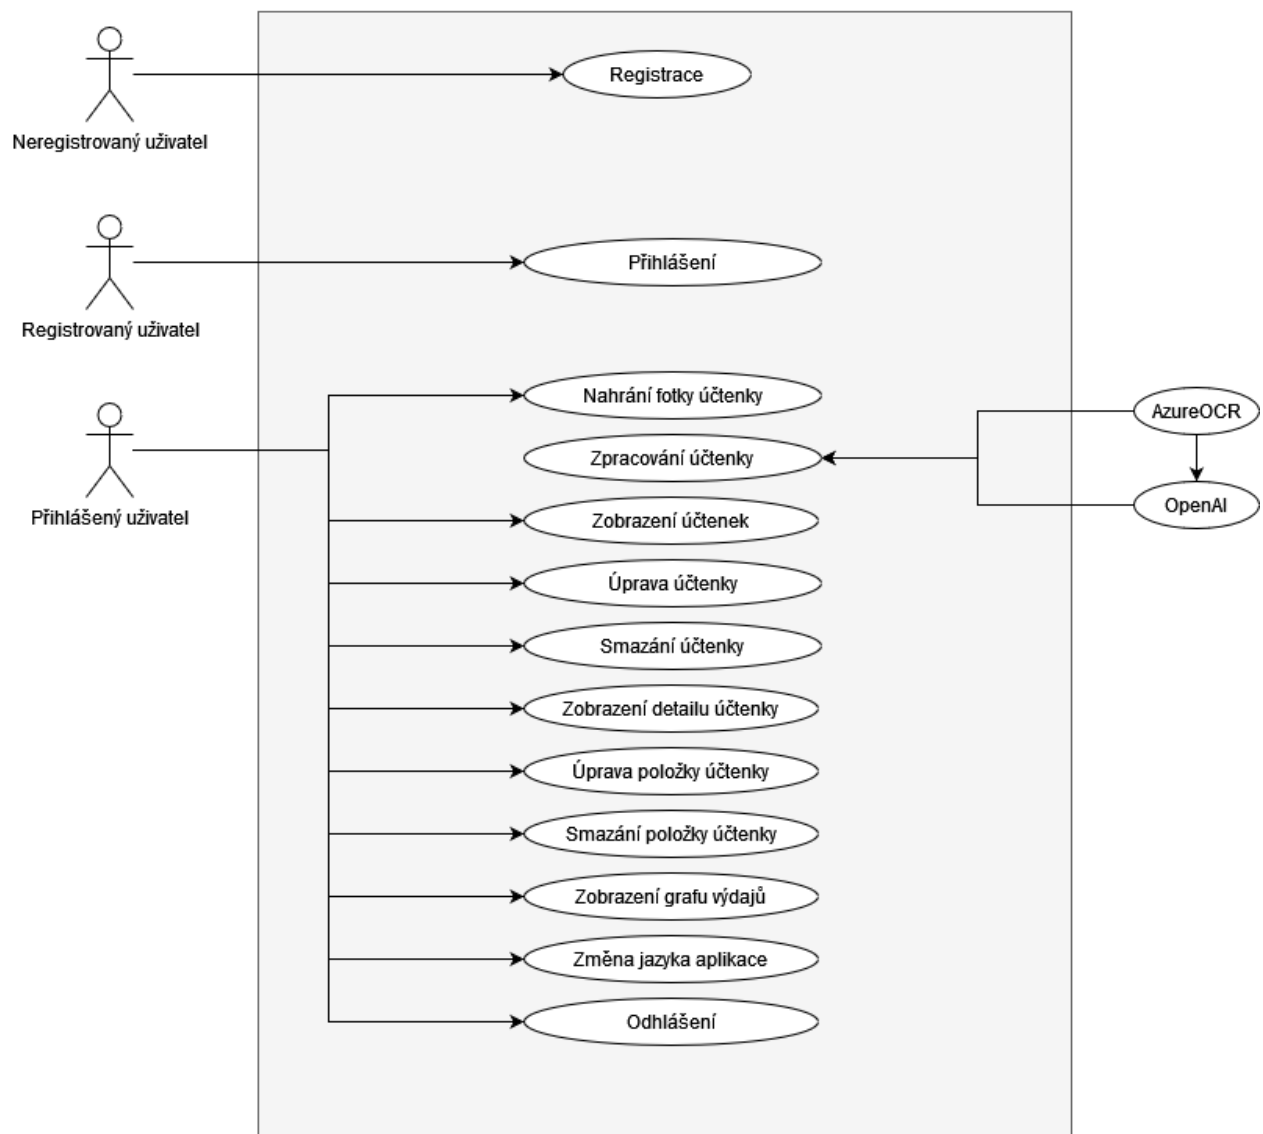 Registrace
Neregistrovaný uživatel
Přihlášení
Registrovaný uživatel
Nahrání fotky účtenky
AzureOCR
Zpracování účtenky
OpenAI
Přihlášený uživatel
Zobrazení účtenek
Úprava účtenky
Smazání účtenky
Zobrazení detailu účtenky
Úprava položky účtenky
Smazání položky účtenky
Zobrazení grafu výdajů
Změna jazyka aplikace
Odhlášení